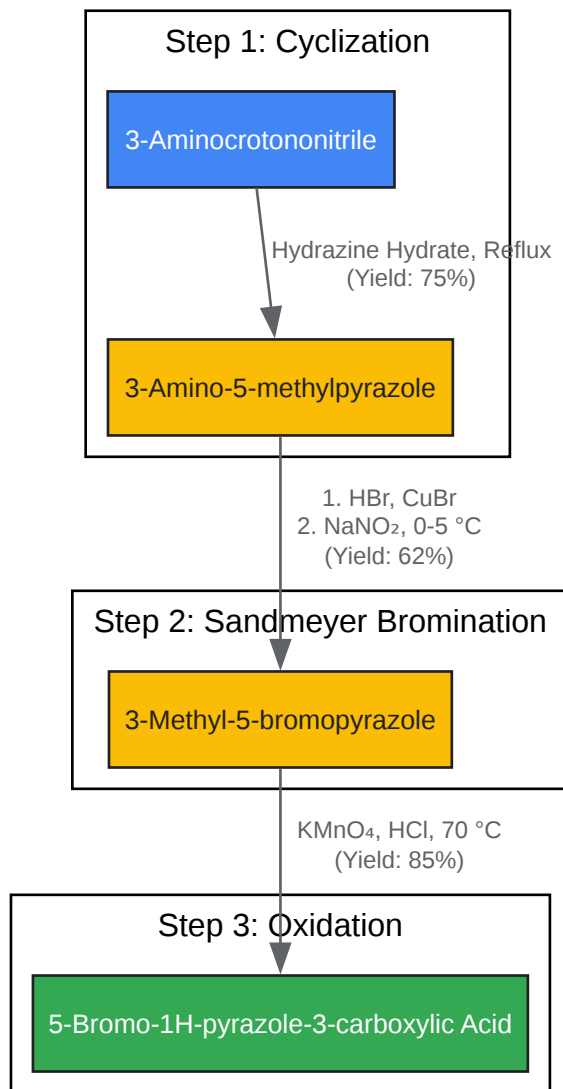 Step 1: Cyclization
3-Aminocrotononitrile
Hydrazine Hydrate, Reflux
(Yield: 75%)
3-Amino-5-methylpyrazole
1. HBr, CuBr
2. NaNO₂, 0-5 °C
(Yield: 62%)
Step 2: Sandmeyer Bromination
3-Methyl-5-bromopyrazole
KMnO₄, HCl, 70 °C
(Yield: 85%)
Step 3: Oxidation
5-Bromo-1H-pyrazole-3-carboxylic Acid